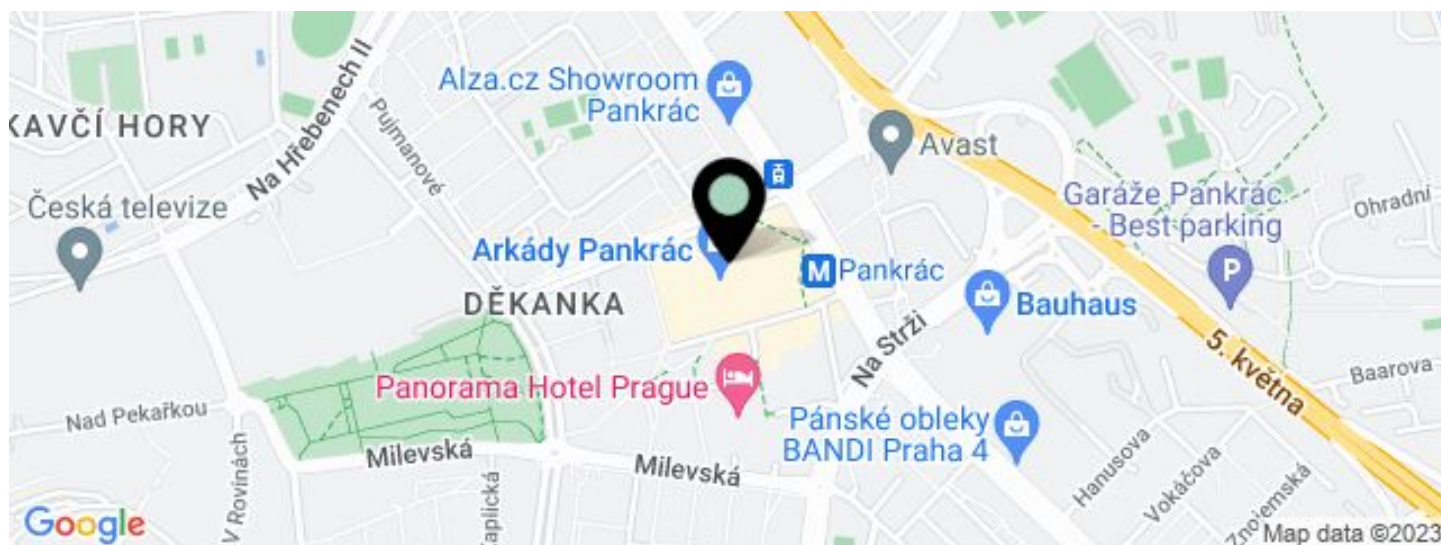 Alza.cz Showroom
Pankrác
Na Hřebenech II
KAVČÍ HORY
Pujmanové
Avast
Česká televize
Garáže Pankrác
- Best parking
Ohradní
P
Arkády Pankrác
M Pankrác
DĚKANKA
Bauhaus
Na Strži
5. května
Baarova
Panorama Hotel Prague
Nad Pekařkou
Pánské obleky
BANDI Praha 4
Milevská
Milevská
Hanusova
Vokáčova
Znojemská
V Rovinách
Kaplická
Google
Map data ©2023